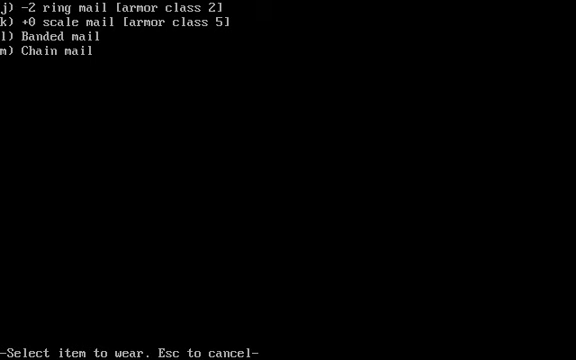 j) -2 ring mail [armor class 2]
k) +0 scale mail [armor class 5]
l) Banded mail
m) Chain mail
-Select item to wear. Esc to cancel-